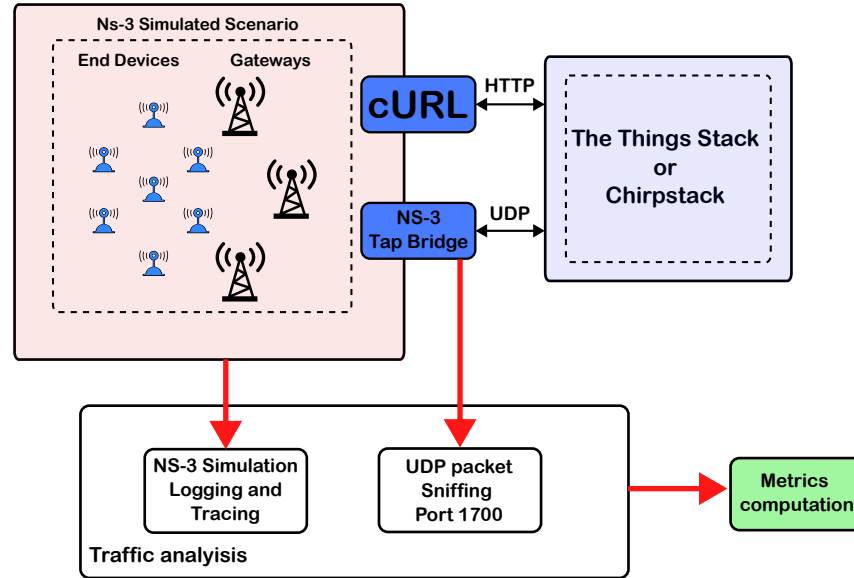 Ns-3 Simulated Scenario
End Devices
Gateways
cURL
HTTP
The Things Stack
or
Chirpstack
NS-3
Tap Bridge
UDP
NS-3 Simulation
Logging and
Tracing
UDP packet
Sniffing
Port 1700
Metrics
computation
Traffic analyisis